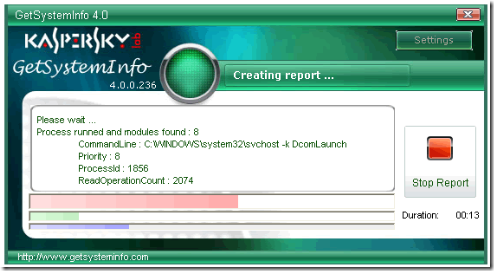 GetSystemInfo 4.0
KASPERSKY lab
Settings
GetSystemInfo
4.0.0.236
Creating report ...
Please wait ...
Process runned and modules found : 8
CommandLine : C:\WINDOWS\system32\svchost -k DcomLaunch
Priority : 8
ProcessId : 1856
ReadOperationCount : 2074
Stop Report
Duration: 00:13
http://www.getsysteminfo.com